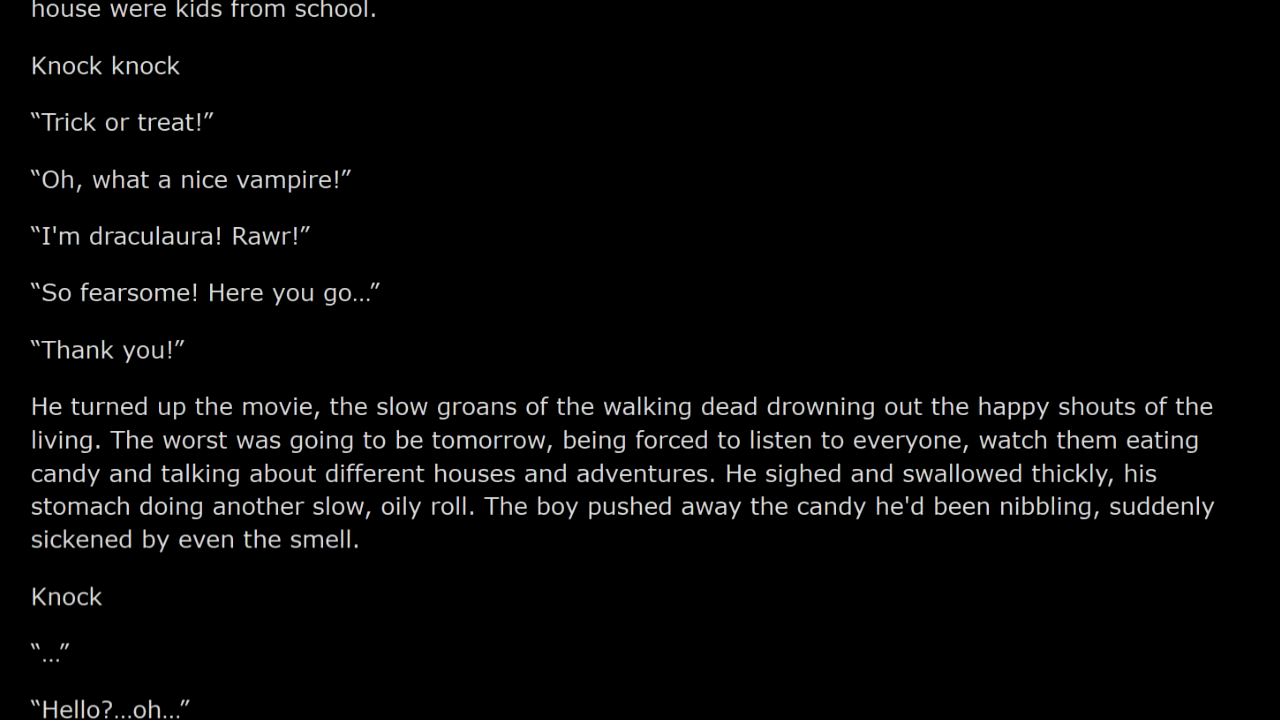 house were kids from school.
Knock knock
“Trick or treat!”
“Oh, what a nice vampire!”
“I'm draculaura! Rawr!”
“So fearsome! Here you go…”
“Thank you!”
He turned up the movie, the slow groans of the walking dead drowning out the happy shouts of the
living. The worst was going to be tomorrow, being forced to listen to everyone, watch them eating
candy and talking about different houses and adventures. He sighed and swallowed thickly, his
stomach doing another slow, oily roll. The boy pushed away the candy he'd been nibbling, suddenly
sickened by even the smell.
Knock
“…”
“Hello?…oh…”